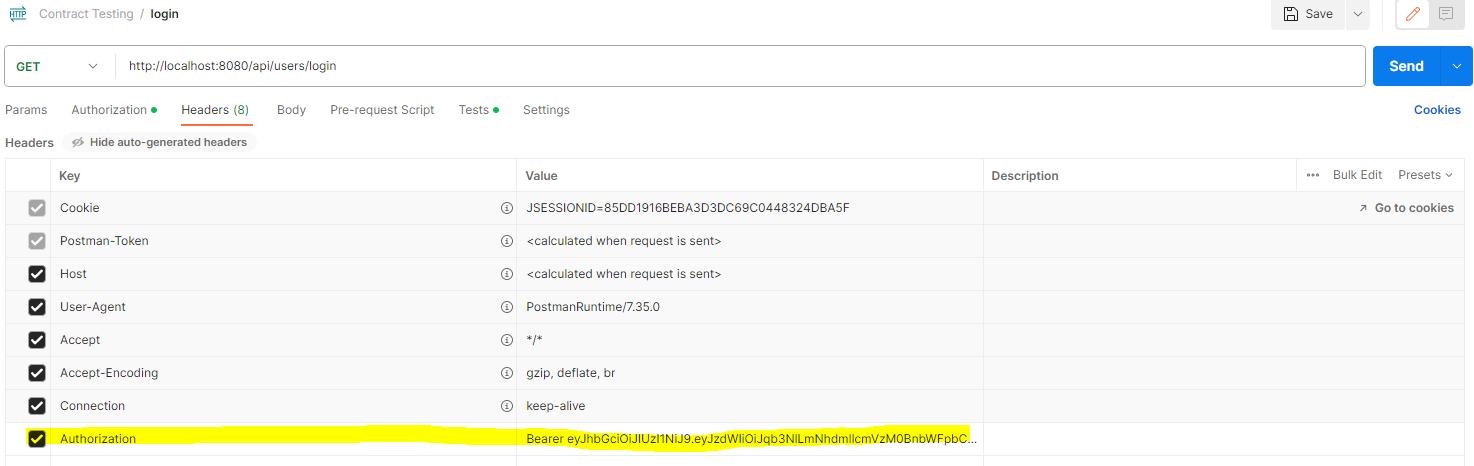 HTTP Contract Testing / login Save
GET http://localhost:8080/api/users/login Send
Params Authorization Headers (8) Body Pre-request Script Tests Settings Cookies
Headers Hide auto-generated headers
Key Value Description ••• Bulk Edit Presets
Cookie JSESSIONID=85DD1916BEBA3D3DC69C0448324DBA5F Go to cookies
Postman-Token <calculated when request is sent>
Host <calculated when request is sent>
User-Agent PostmanRuntime/7.35.0
Accept */*
Accept-Encoding gzip, deflate, br
Connection keep-alive
Authorization Bearer eyJhbGciOiJIUzI1NiJ9.eyJzdWIiOiJqb3NlLmNhdmllcmVzM0BnbWFpbC...